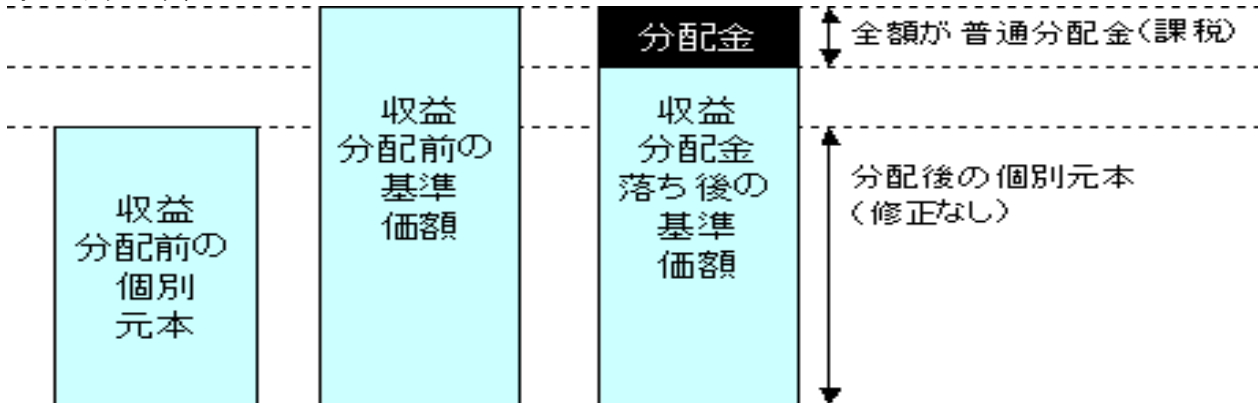 収益
分配前の
個別
元本
収益
分配前の
基準
価額
分配金
収益
分配金
落ち後の
基準
価額
全額が普通分配金(課税)
分配後の個別元本
(修正なし)